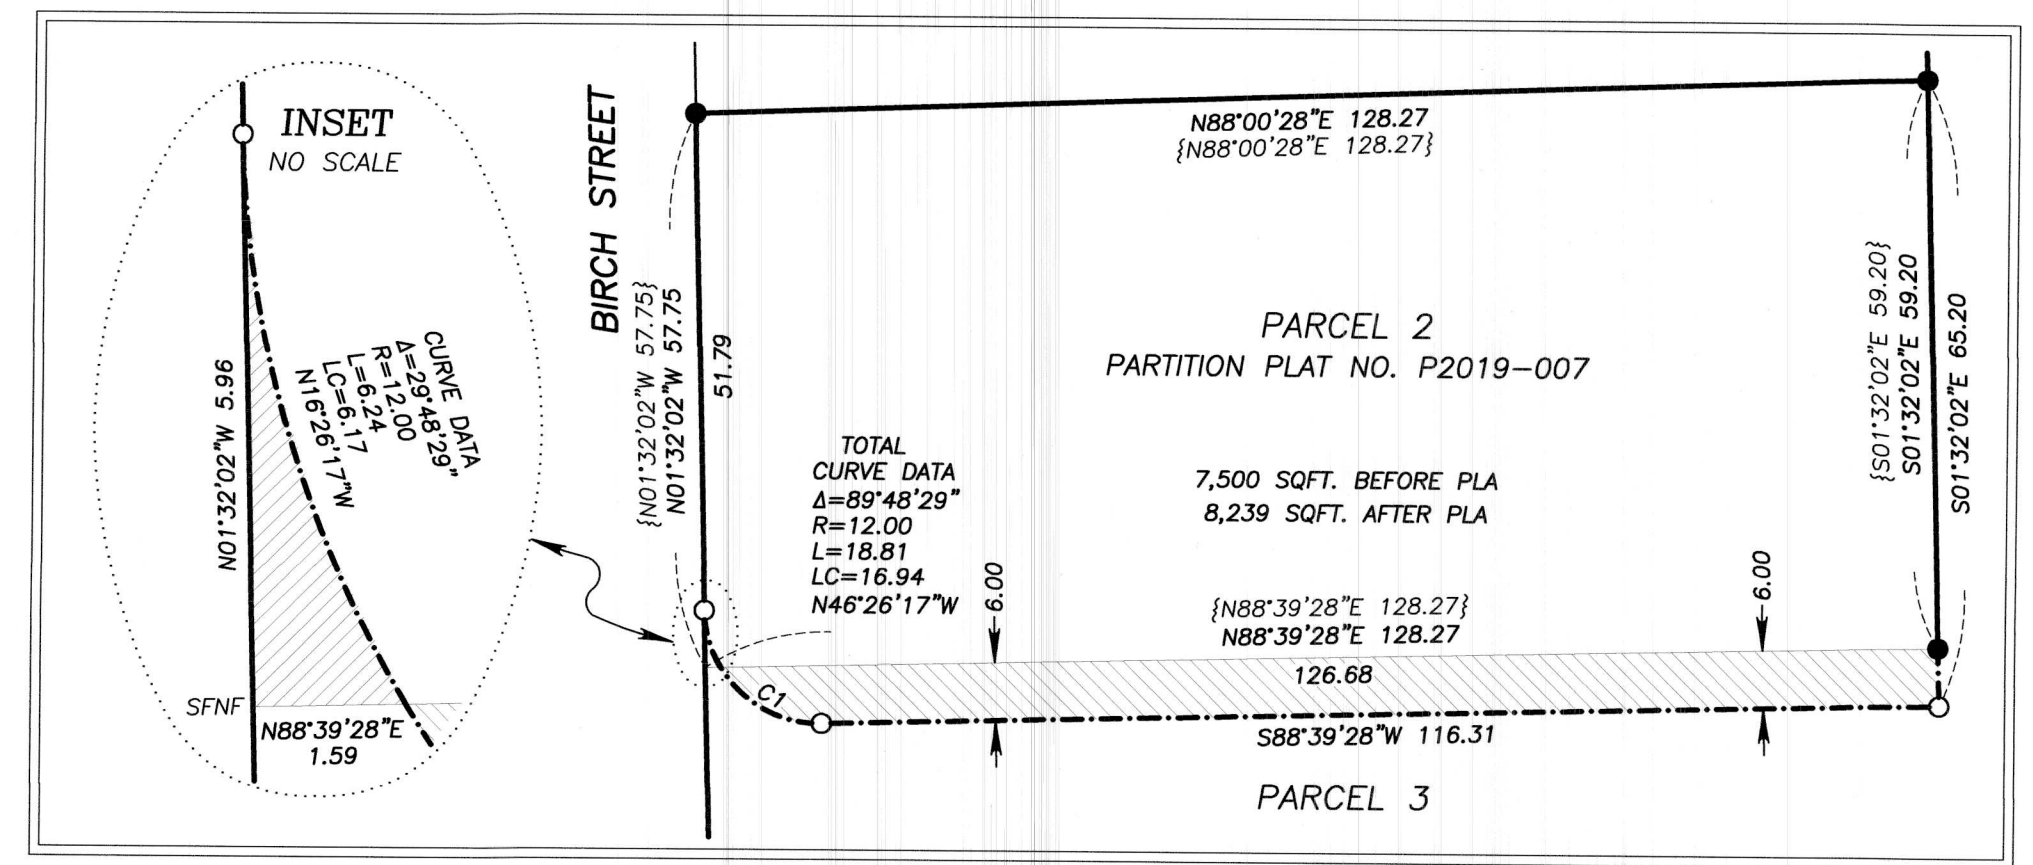 INSET
NO SCALE
N01°32'02"W 5.96
CURVE DATA
Δ=29°48'29"
R=12.00
L=6.24
LC=6.17
N16°26'17"W
SFNF
N88°39'28"E
1.59
BIRCH STREET
N88°00'28"E 128.27
{N88°00'28"E 128.27}
{N01°32'02"W 57.75}
N01°32'02"W 57.75
51.79
PARCEL 2
PARTITION PLAT NO. P2019-007
{S01°32'02"E 59.20}
S01°32'02"E 59.20
S01°32'02"E 65.20
TOTAL
CURVE DATA
Δ=89°48'29"
R=12.00
L=18.81
LC=16.94
N46°26'17"W
7,500 SQFT. BEFORE PLA
8,239 SQFT. AFTER PLA
6.00
{N88°39'28"E 128.27}
N88°39'28"E 128.27
6.00
126.68
C1
S88°39'28"W 116.31
PARCEL 3